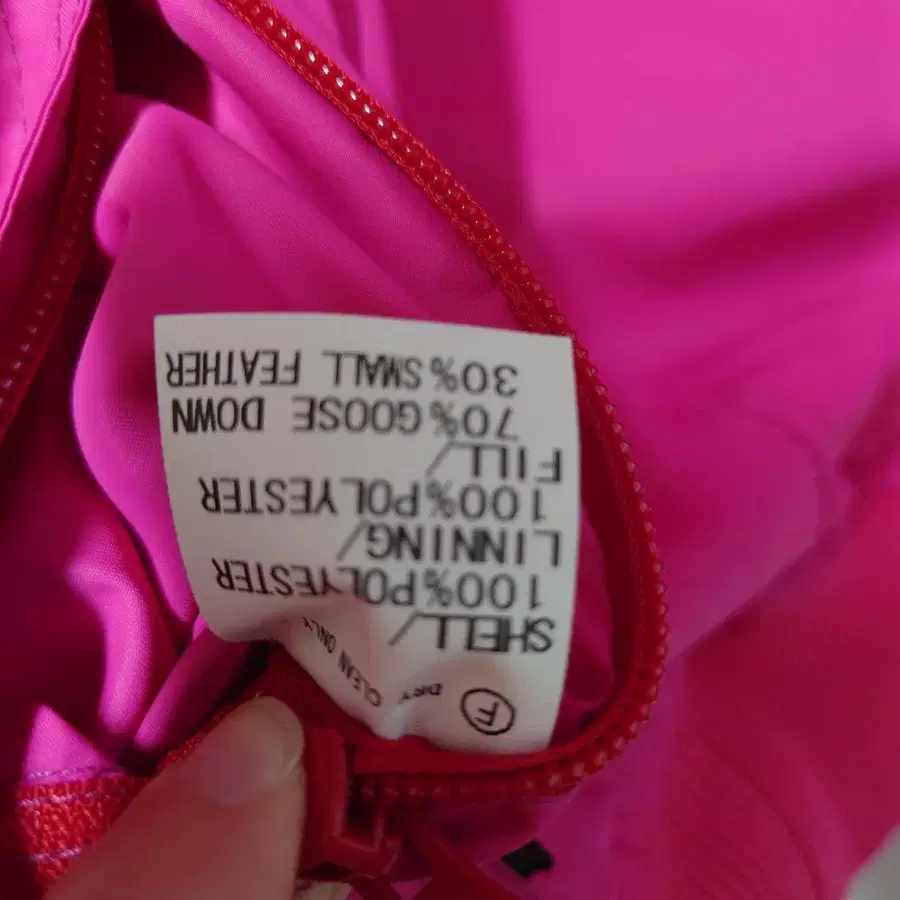 F DRY CLEAN ONLY
SHELL/
100%POLYESTER
LINNING/
100%POLYESTER
FILL/
70%GOOSE DOWN
30%SMALL FEATHER